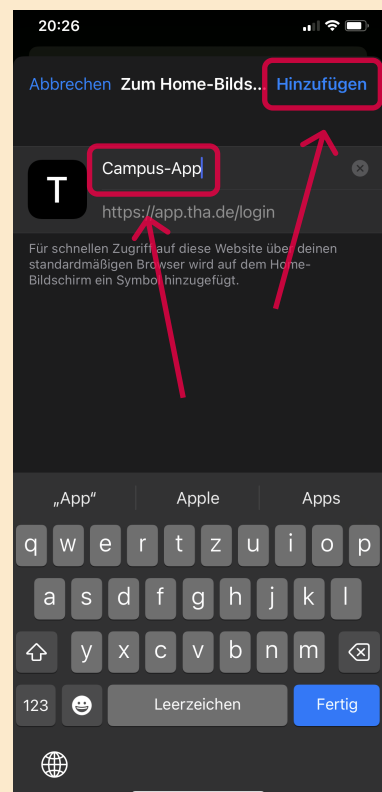 20:26
Abbrechen Zum Home-Bilds... Hinzufügen
T
Campus-App
https://app.tha.de/login
Für schnellen Zugriff auf diese Website über deinen
standardmäßigen Browser wird auf dem Home-
Bildschirm ein Symbol hinzugefügt.
„App“ Apple Apps
q w e r t z u i o p
a s d f g h j k l
y x c v b n m
123 Leerzeichen Fertig